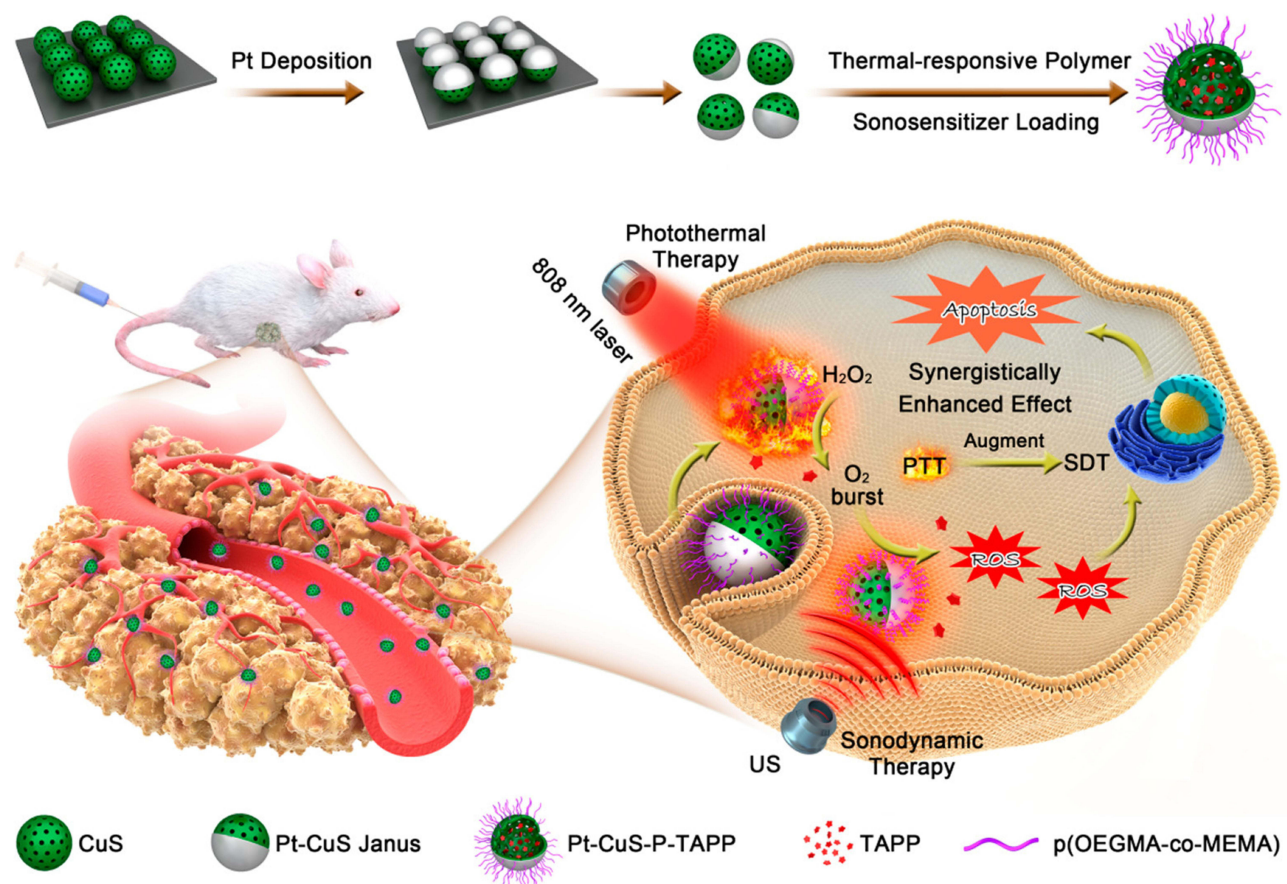 Pt Deposition
Thermal-responsive Polymer
Sonosensitizer Loading
Photothermal
Therapy
808 nm laser
H₂O₂
Apoptosis
Synergistically
Enhanced Effect
PTT
Augment
SDT
O₂
burst
ROS
ROS
US
Sonodynamic
Therapy
CuS
Pt-CuS Janus
Pt-CuS-P-TAPP
TAPP
p(OEGMA-co-MEMA)